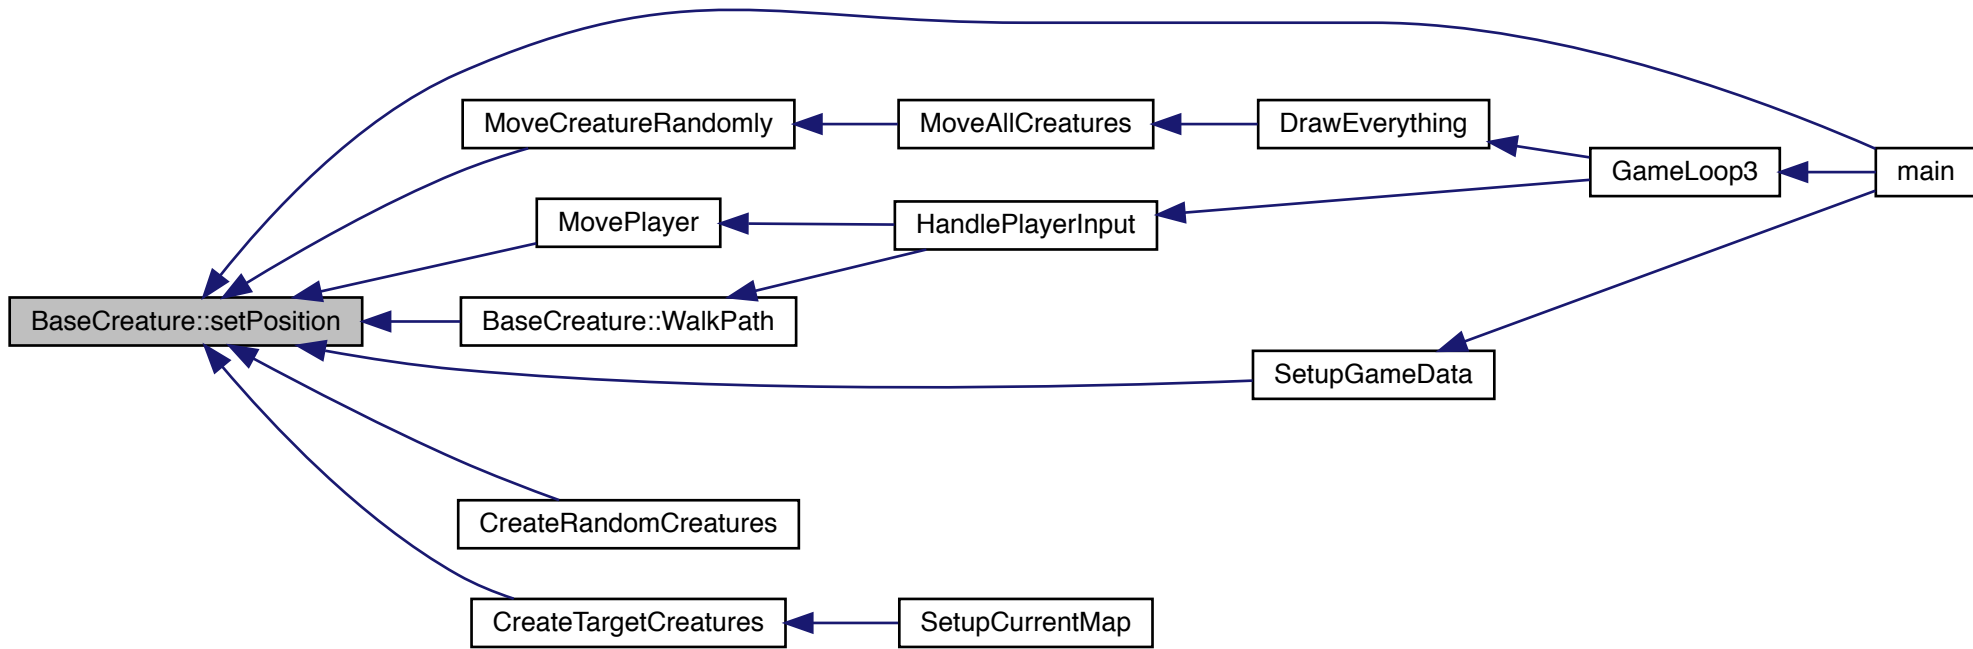 MoveCreatureRandomly
MoveAllCreatures
DrawEverything
GameLoop3
main
MovePlayer
HandlePlayerInput
BaseCreature::setPosition
BaseCreature::WalkPath
SetupGameData
CreateRandomCreatures
CreateTargetCreatures
SetupCurrentMap